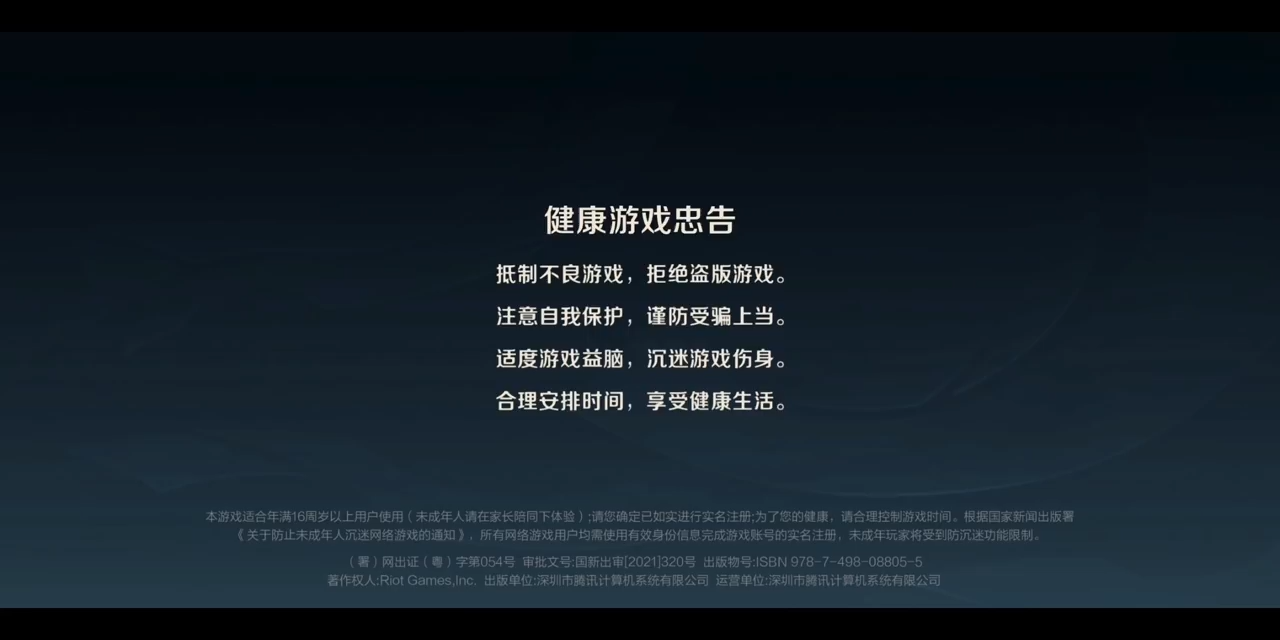 健康游戏忠告
抵制不良游戏，拒绝盗版游戏。
注意自我保护，谨防受骗上当。
适度游戏益脑，沉迷游戏伤身。
合理安排时间，享受健康生活。
本游戏适合年满16周岁以上用户使用（未成年人请在家长陪同下体验）;请您确定已如实进行实名注册;为了您的健康，请合理控制游戏时间。根据国家新闻出版署
《关于防止未成年人沉迷网络游戏的通知》，所有网络游戏用户均需使用有效身份信息完成游戏账号的实名注册，未成年玩家将受到防沉迷功能限制。
（署）网出证（粤）字第054号 审批文号:国新出审[2021]320号 出版物号:ISBN 978-7-498-08805-5
著作权人:Riot Games,Inc. 出版单位:深圳市腾讯计算机系统有限公司 运营单位:深圳市腾讯计算机系统有限公司